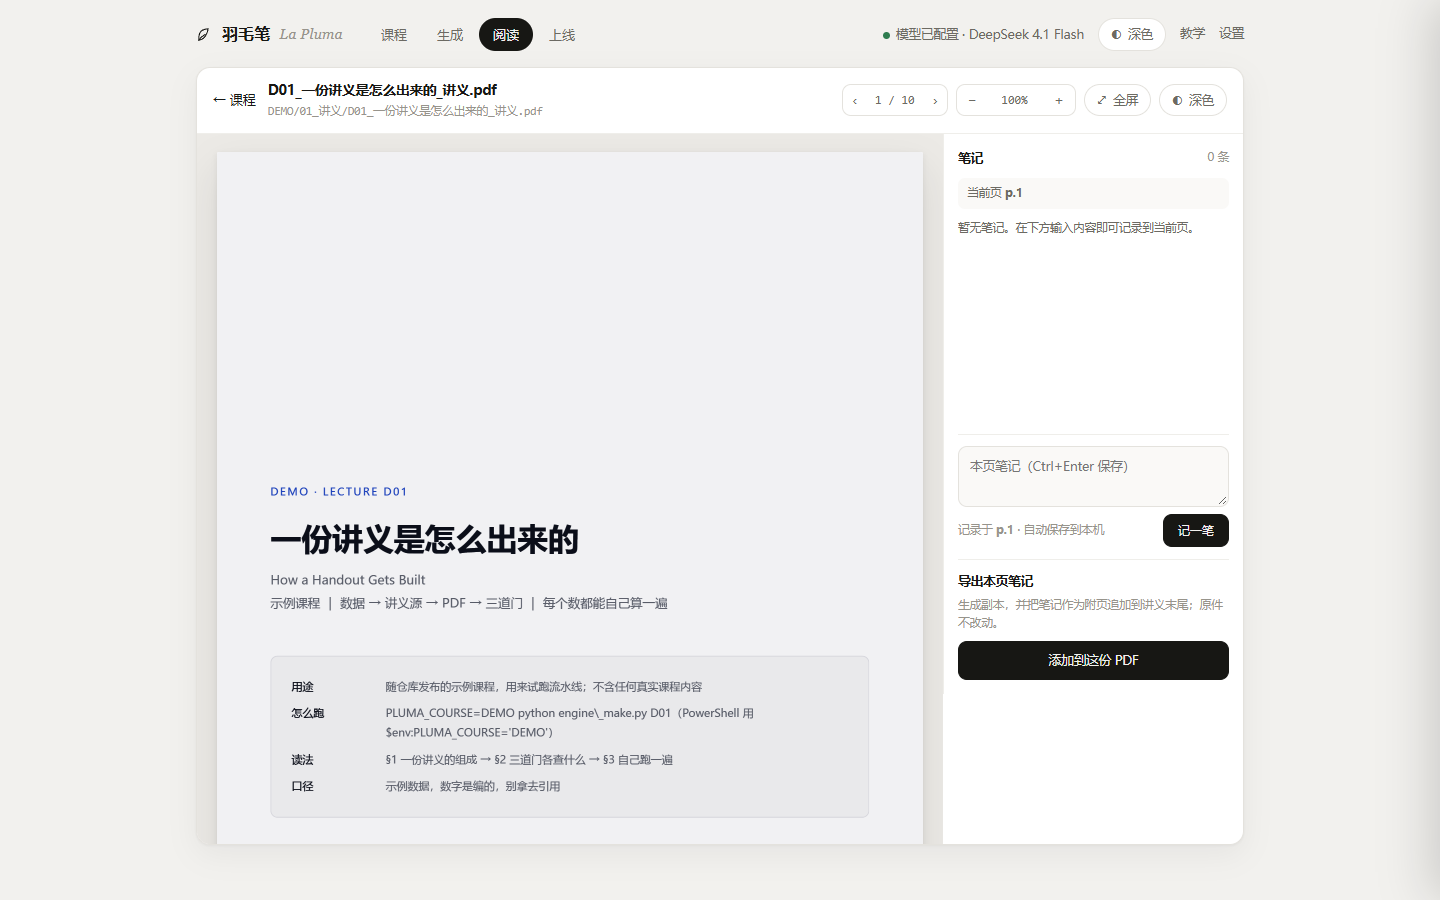 羽毛笔 La Pluma 课程 生成 阅读 上线 模型已配置 · DeepSeek 4.1 Flash 深色 教学 设置
← 课程 D01_一份讲义是怎么出来的_讲义.pdf
DEMO/01_讲义/D01_一份讲义是怎么出来的_讲义.pdf
‹ 1 / 10 › − 100% + 全屏 深色
DEMO · LECTURE D01
一份讲义是怎么出来的
How a Handout Gets Built
示例课程 | 数据 → 讲义源 → PDF → 三道门 | 每个数都能自己算一遍
用途 随仓库发布的示例课程，用来试跑流水线；不含任何真实课程内容
怎么跑 PLUMA_COURSE=DEMO python engine\_make.py D01（PowerShell 用
$env:PLUMA_COURSE='DEMO'）
读法 §1 一份讲义的组成 → §2 三道门各查什么 → §3 自己跑一遍
口径 示例数据，数字是编的，别拿去引用
笔记 0 条
当前页 p.1
暂无笔记。在下方输入内容即可记录到当前页。
本页笔记（Ctrl+Enter 保存）
记录于 p.1 · 自动保存到本机 记一笔
导出本页笔记
生成副本，并把笔记作为附页追加到讲义末尾；原件
不改动。
添加到这份 PDF